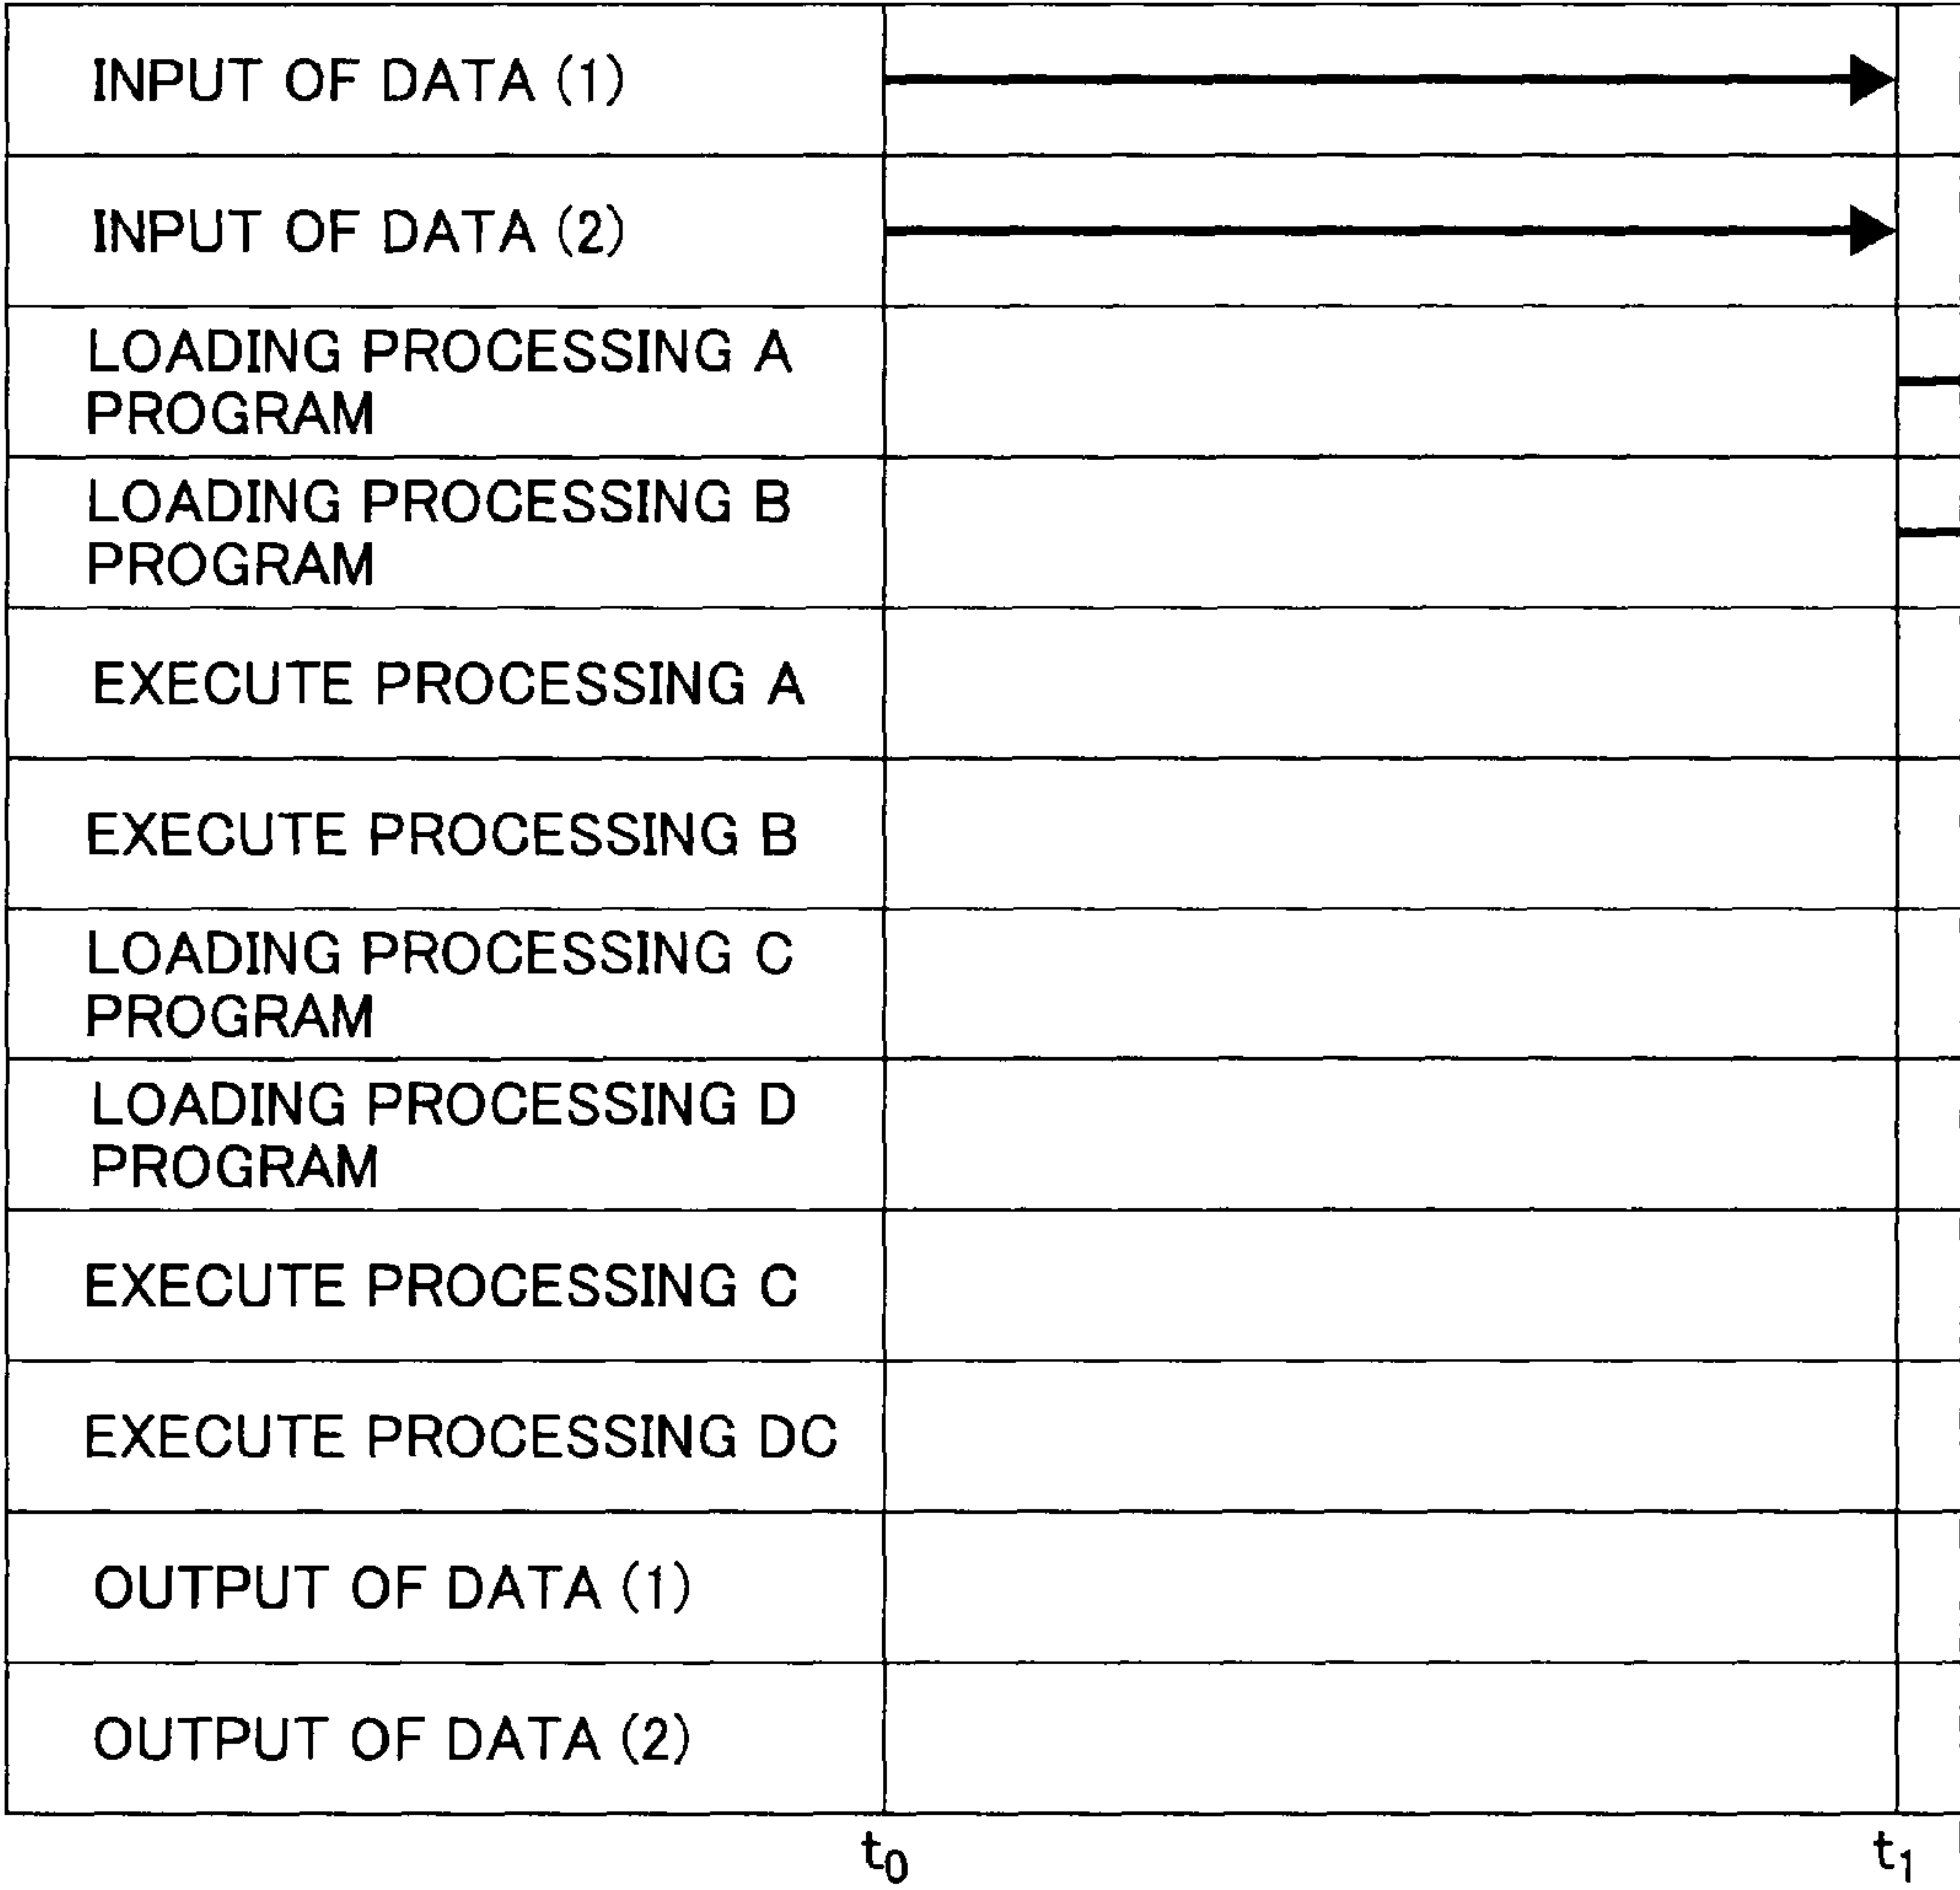 INPUT OF DATA (1)
INPUT OF DATA (2)
LOADING PROCESSING A
PROGRAM
LOADING PROCESSING B
PROGRAM
EXECUTE PROCESSING A
EXECUTE PROCESSING B
LOADING PROCESSING C
PROGRAM
LOADING PROCESSING D
PROGRAM
EXECUTE PROCESSING C
EXECUTE PROCESSING DC
OUTPUT OF DATA (1)
OUTPUT OF DATA (2)
t0 t1